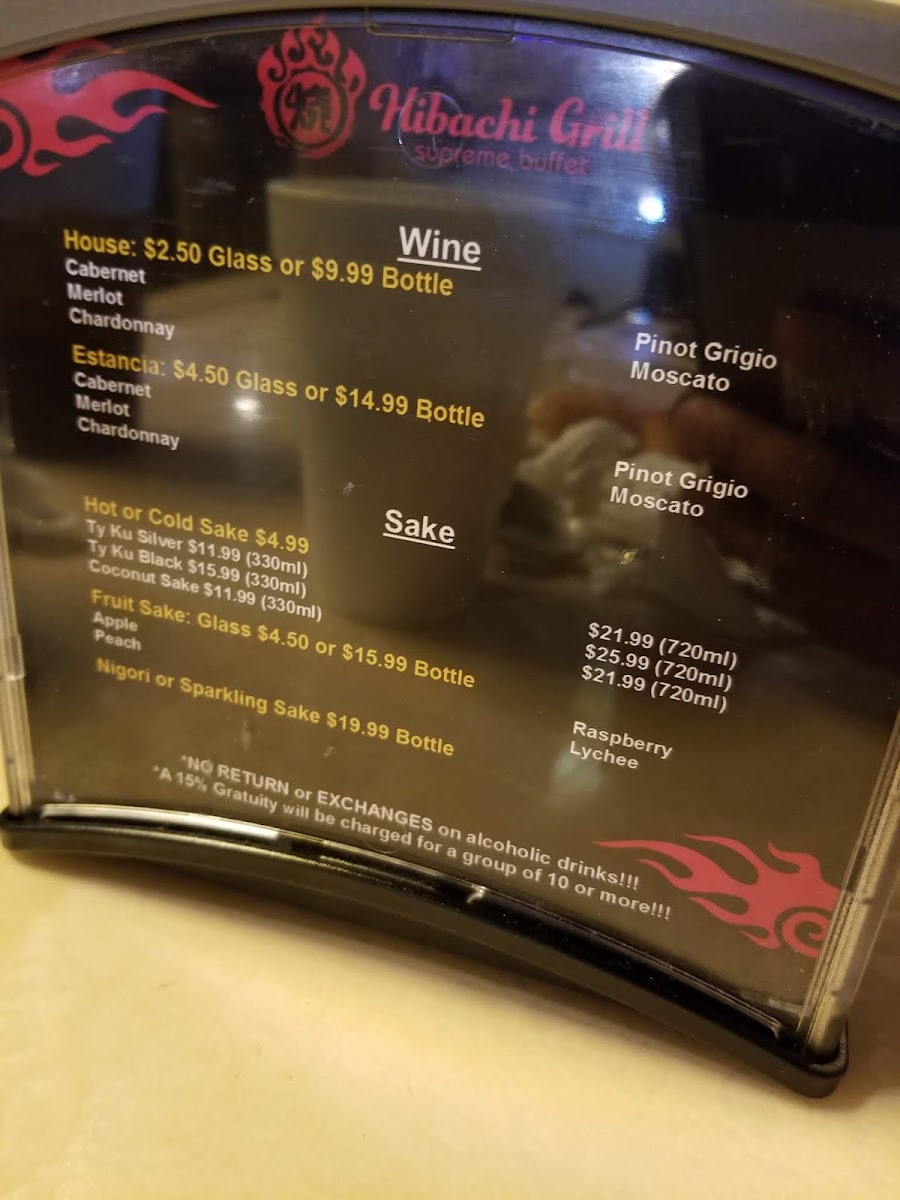 燒
Hibachi Grill
supreme buffet
Wine
House: $2.50 Glass or $9.99 Bottle
Cabernet
Merlot
Chardonnay
Pinot Grigio
Moscato
Estancia: $4.50 Glass or $14.99 Bottle
Cabernet
Merlot
Chardonnay
Pinot Grigio
Moscato
Sake
Hot or Cold Sake $4.99
Ty Ku Silver $11.99 (330ml) $21.99 (720ml)
Ty Ku Black $15.99 (330ml) $25.99 (720ml)
Coconut Sake $11.99 (330ml) $21.99 (720ml)
Fruit Sake: Glass $4.50 or $15.99 Bottle
Apple
Peach
Raspberry
Lychee
Nigori or Sparkling Sake $19.99 Bottle
*NO RETURN or EXCHANGES on alcoholic drinks!!!
*A 15% Gratuity will be charged for a group of 10 or more!!!